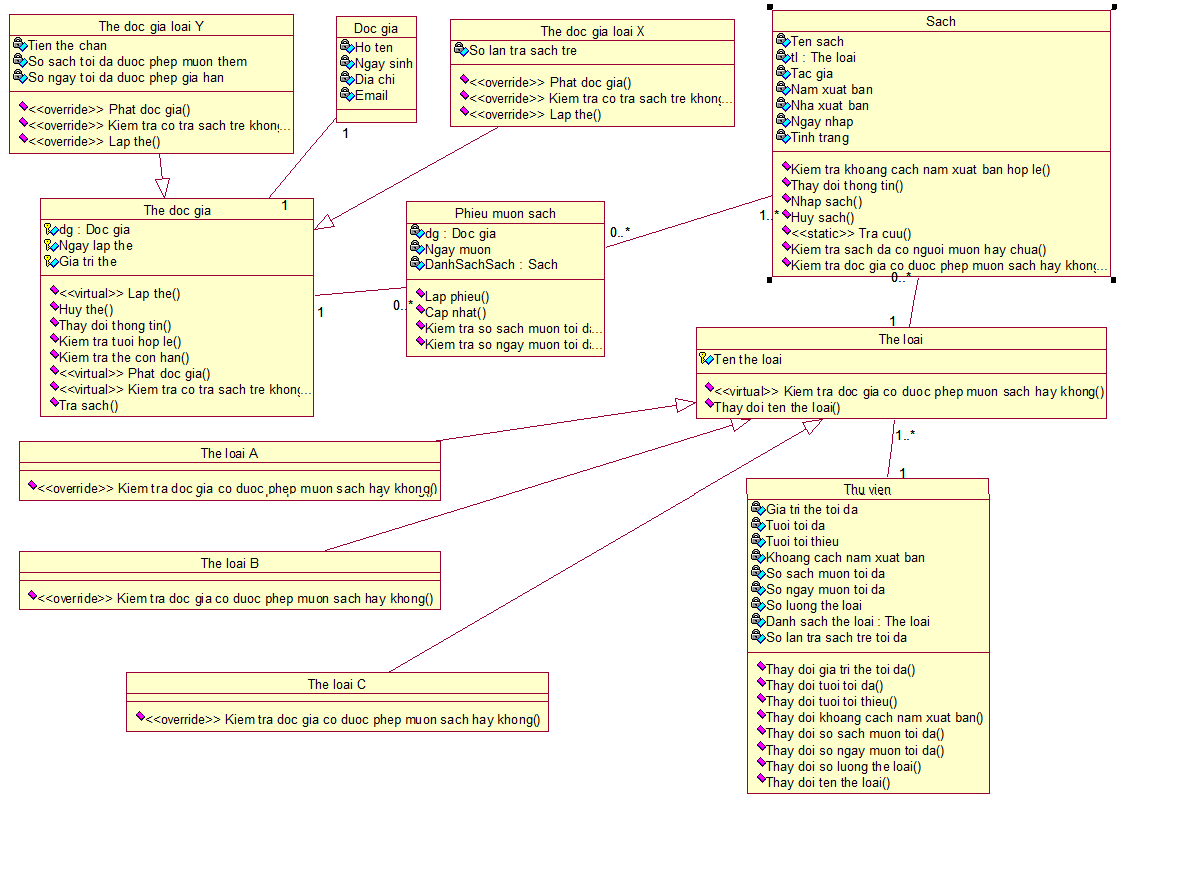 The doc gia loai Y
Tien the chan
So sach toi da duoc phep muon them
So ngay toi da duoc phep gia han
<<override>> Phat doc gia()
<<override>> Kiem tra co tra sach tre khong...
<<override>> Lap the()
Doc gia
Ho ten
Ngay sinh
Dia chi
Email
1
1
The doc gia loai X
So lan tra sach tre
<<override>> Phat doc gia()
<<override>> Kiem tra co tra sach tre khong...
<<override>> Lap the()
Sach
Ten sach
tl : The loai
Tac gia
Nam xuat ban
Nha xuat ban
Ngay nhap
Tinh trang
Kiem tra khoang cach nam xuat ban hop le()
Thay doi thong tin()
Nhap sach()
Huy sach()
<<static>> Tra cuu()
Kiem tra sach da co nguoi muon hay chua()
Kiem tra doc gia co duoc phep muon sach hay khong...
The doc gia
dg : Doc gia
Ngay lap the
Gia tri the
<<virtual>> Lap the()
Huy the()
Thay doi thong tin()
Kiem tra tuoi hop le()
Kiem tra the con han()
<<virtual>> Phat doc gia()
<<virtual>> Kiem tra co tra sach tre khong...
Tra sach()
1
0..*
Phieu muon sach
dg : Doc gia
Ngay muon
DanhSachSach : Sach
Lap phieu()
Cap nhat()
Kiem tra so sach muon toi da...
Kiem tra so ngay muon toi da...
0..*
1..*
0..*
1
The loai
Ten the loai
<<virtual>> Kiem tra doc gia co duoc phep muon sach hay khong()
Thay doi ten the loai()
1..*
1
The loai A
<<override>> Kiem tra doc gia co duoc phep muon sach hay khong()
The loai B
<<override>> Kiem tra doc gia co duoc phep muon sach hay khong()
The loai C
<<override>> Kiem tra doc gia co duoc phep muon sach hay khong()
Thu vien
Gia tri the toi da
Tuoi toi da
Tuoi toi thieu
Khoang cach nam xuat ban
So sach muon toi da
So ngay muon toi da
So luong the loai
Danh sach the loai : The loai
So lan tra sach tre toi da
Thay doi gia tri the toi da()
Thay doi tuoi toi da()
Thay doi tuoi toi thieu()
Thay doi khoang cach nam xuat ban()
Thay doi so sach muon toi da()
Thay doi so ngay muon toi da()
Thay doi so luong the loai()
Thay doi ten the loai()